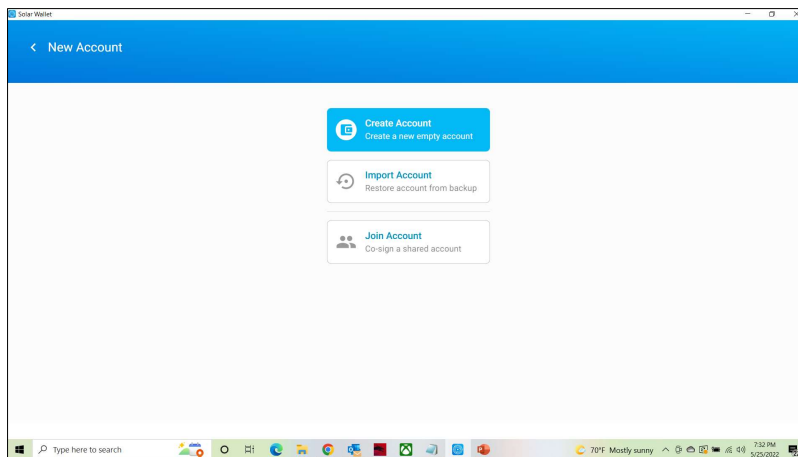 Solar Wallet
New Account
Create Account
Create a new empty account
Import Account
Restore account from backup
Join Account
Co-sign a shared account
Type here to search
70°F Mostly sunny
7:32 PM
5/25/2022